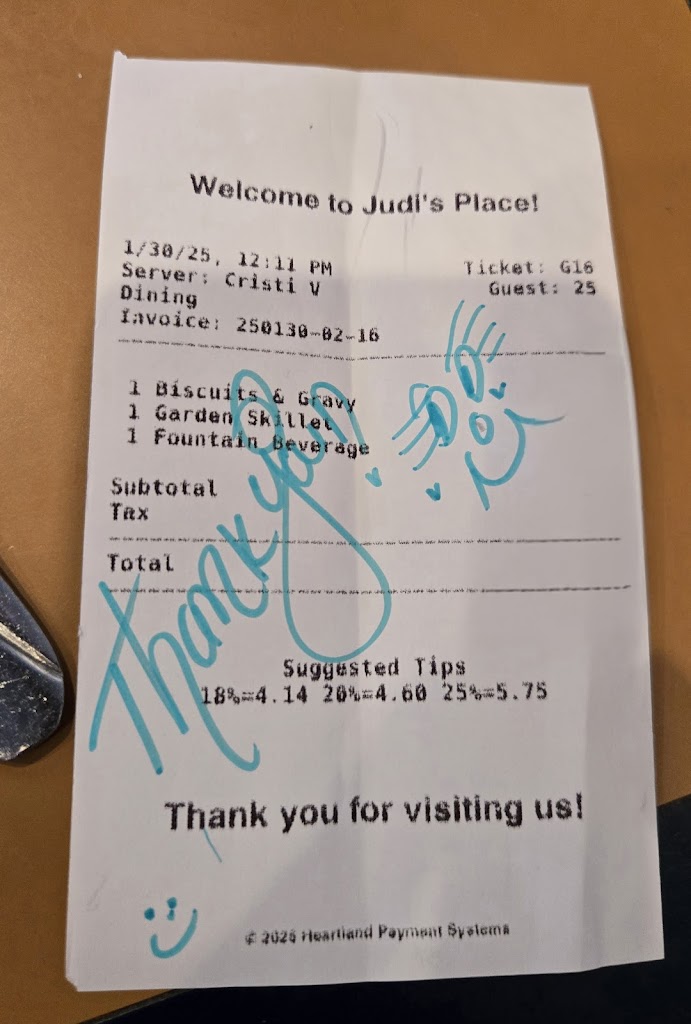 Welcome to Judi's Place!
1/30/25, 12:11 PM
Ticket: G16
Server: Cristi V
Guest: 25
Dining
Invoice: 250130-02-16
1 Biscuits & Gravy
1 Garden Skillet
1 Fountain Beverage
Subtotal
Tax
Total
Thank you
Suggested Tips
18%=4.14 20%=4.60 25%=5.75
Thank you for visiting us!
© 2025 Heartland Payment Systems